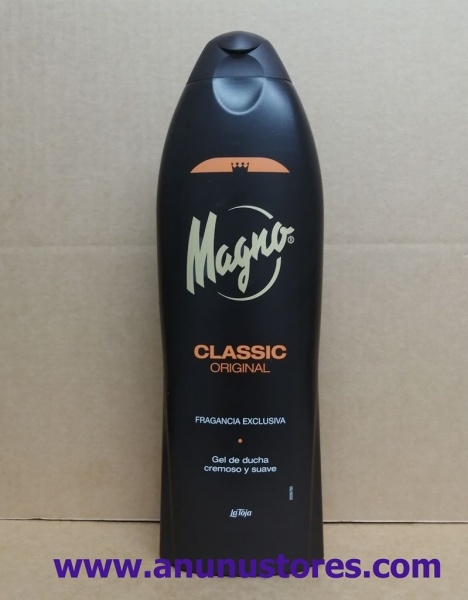 Magno®
CLASSIC
ORIGINAL
FRAGANCIA EXCLUSIVA
Gel de ducha
cremoso y suave
La Toja
www.anunustores.com